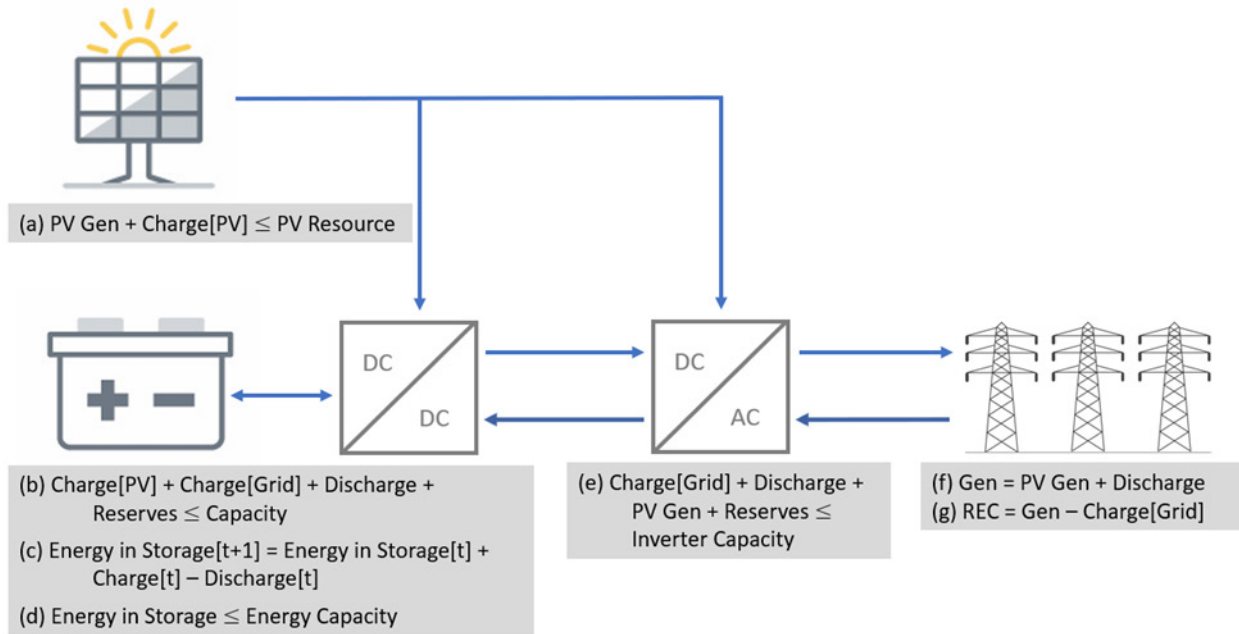 (a) PV Gen + Charge[PV] ≤ PV Resource
DC
DC
DC
AC
(b) Charge[PV] + Charge[Grid] + Discharge +
Reserves ≤ Capacity
(c) Energy in Storage[t+1] = Energy in Storage[t] +
Charge[t] – Discharge[t]
(d) Energy in Storage ≤ Energy Capacity
(e) Charge[Grid] + Discharge +
PV Gen + Reserves ≤
Inverter Capacity
(f) Gen = PV Gen + Discharge
(g) REC = Gen – Charge[Grid]